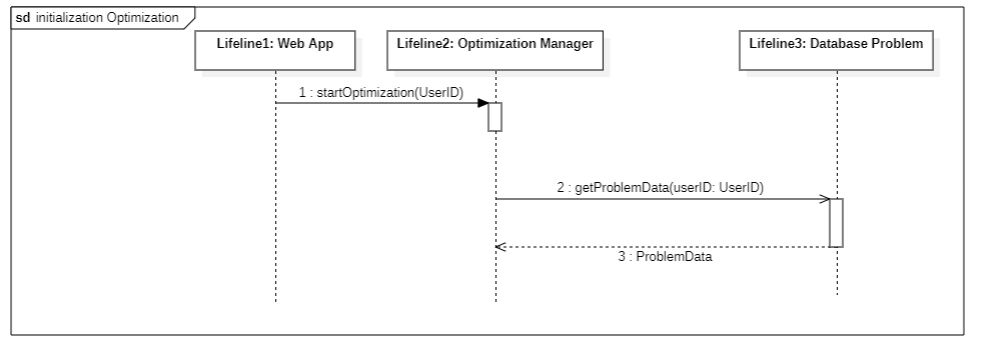 sd initialization Optimization
Lifeline1: Web App
Lifeline2: Optimization Manager
Lifeline3: Database Problem
1 : startOptimization(UserID)
2 : getProblemData(userID: UserID)
3 : ProblemData